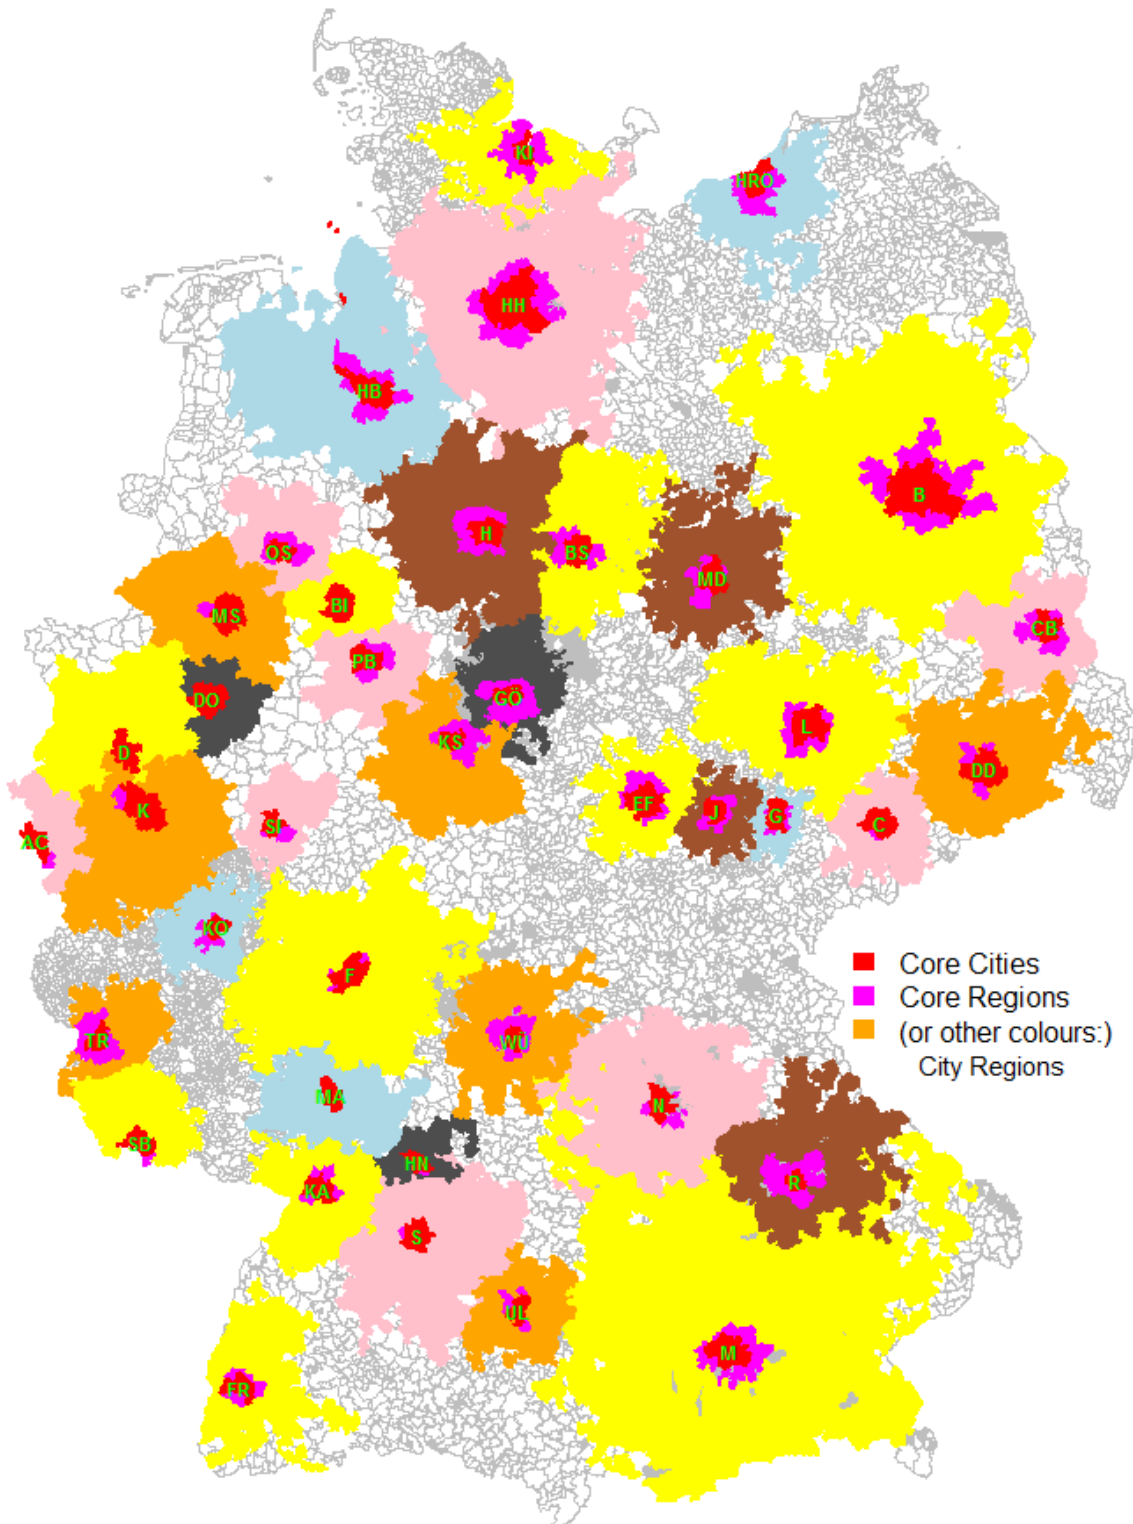 KI
HRO
HH
HB
B
H
OS
BS
MD
BI
MS
CB
PB
DO
GÖ
L
KS
D
DD
EF
K
J
G
C
SI
AC
KO
F
Core Cities
Core Regions
(or other colours:)
City Regions
TR
WÜ
MA
N
SB
HN
R
KA
S
UL
M
FR